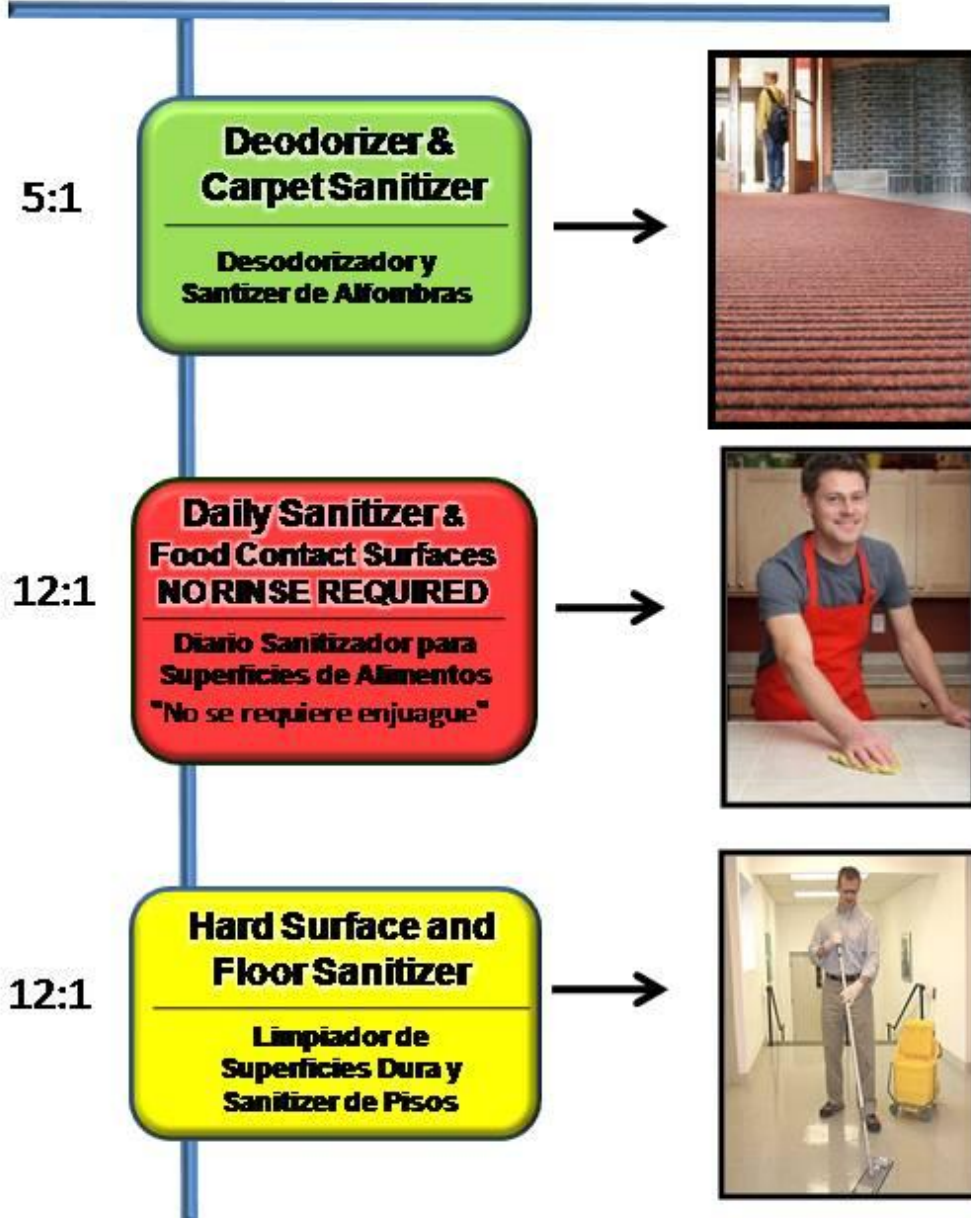 5:1
Deodorizer &
Carpet Sanitizer
Desodorizador y
Santizer de Alfombras
12:1
Daily Sanitizer &
Food Contact Surfaces
NO RINSE REQUIRED
Diario Sanitizador para
Superficies de Alimentos
"No se requiere enjuague"
12:1
Hard Surface and
Floor Sanitizer
Limpiador de
Superficies Dura y
Sanitizer de Pisos